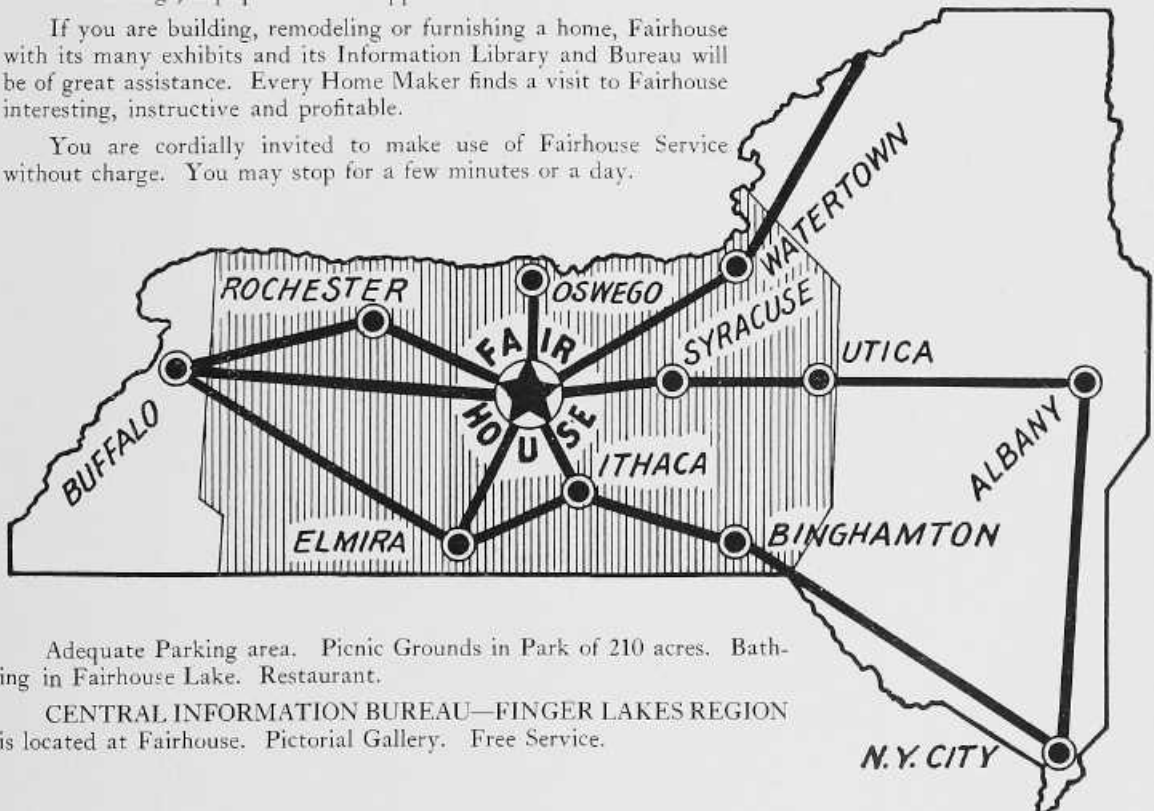 If you are building, remodeling or furnishing a home, Fairhouse
with its many exhibits and its Information Library and Bureau will
be of great assistance. Every Home Maker finds a visit to Fairhouse
interesting, instructive and profitable.
You are cordially invited to make use of Fairhouse Service
without charge. You may stop for a few minutes or a day.
WATERTOWN
ROCHESTER
OSWEGO
SYRACUSE
FAIR
HOUSE
UTICA
BUFFALO
ITHACA
ALBANY
ELMIRA
BINGHAMTON
Adequate Parking area. Picnic Grounds in Park of 210 acres. Bath-
ing in Fairhouse Lake. Restaurant.
CENTRAL INFORMATION BUREAU—FINGER LAKES REGION
is located at Fairhouse. Pictorial Gallery. Free Service.
N.Y. CITY